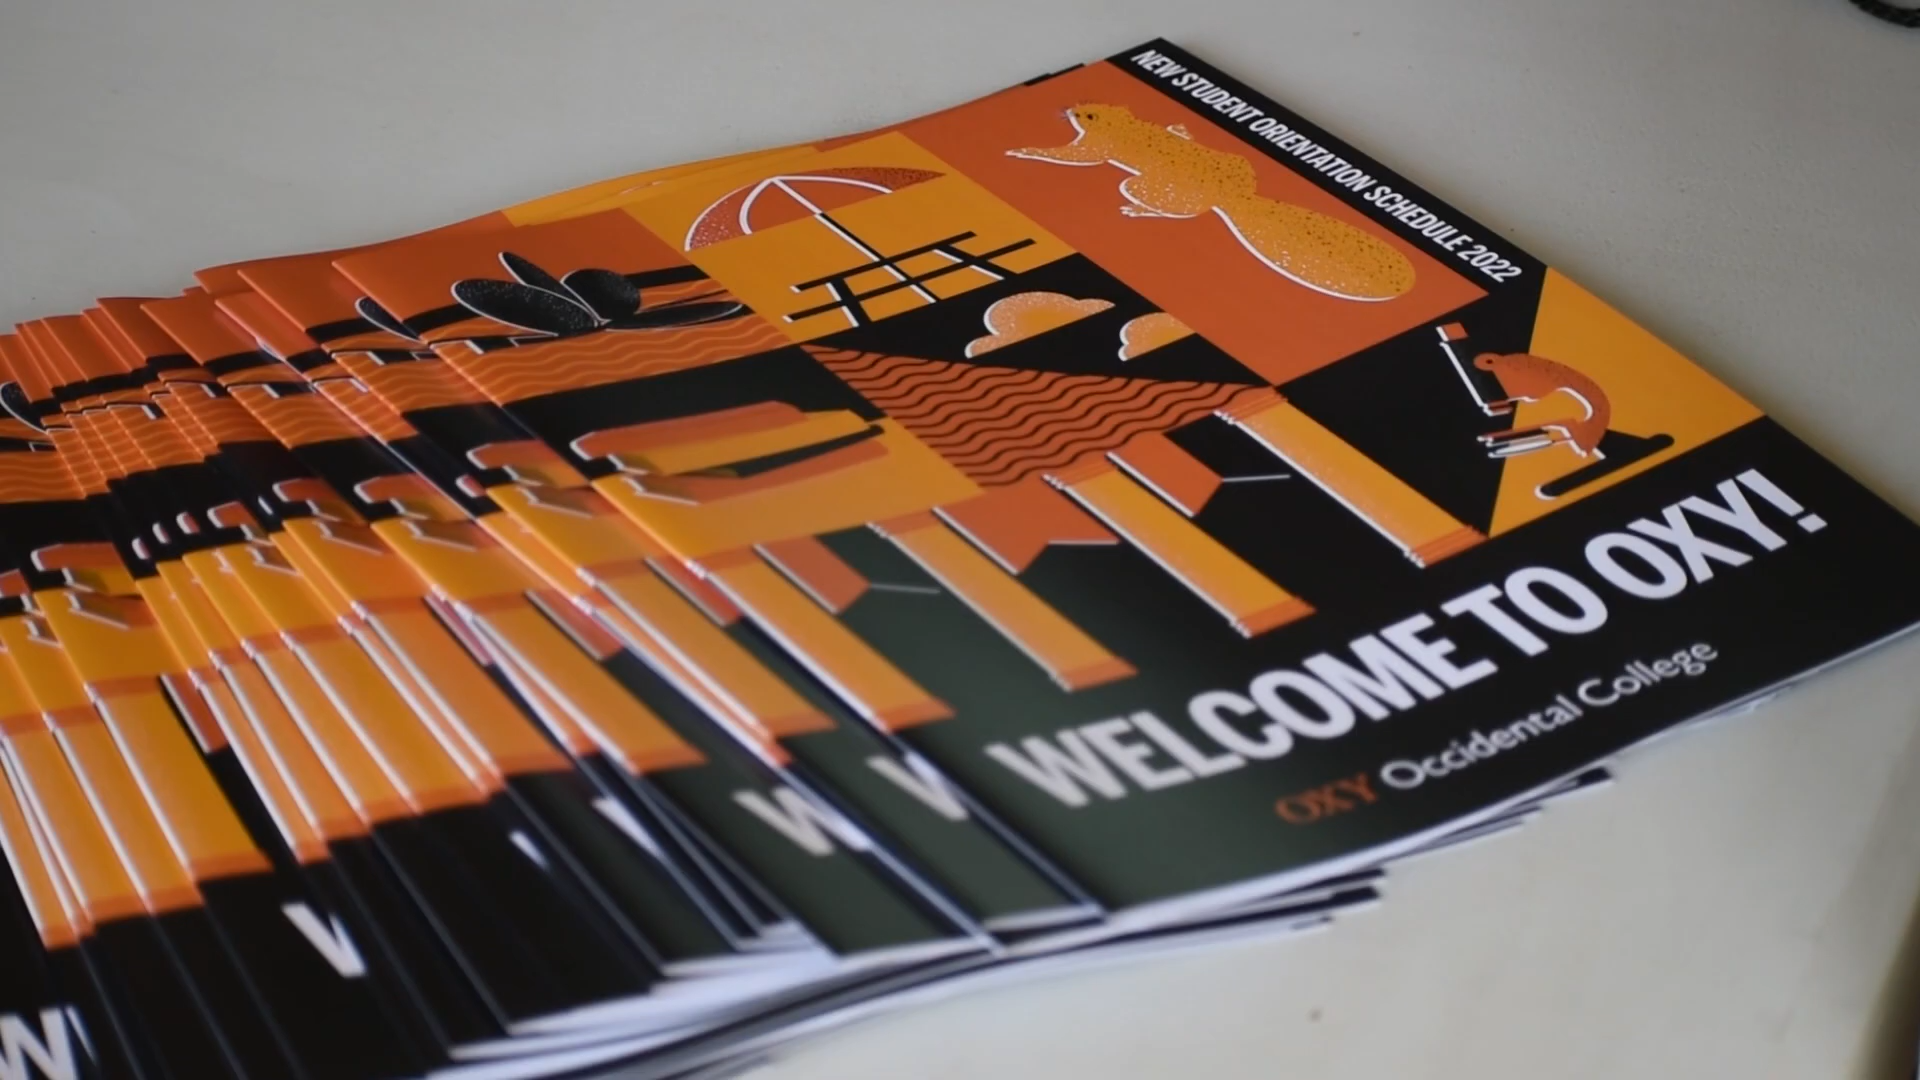 NEW STUDENT ORIENTATION SCHEDULE 2022
WELCOME TO OXY!
OXY Occidental College
W
W
W
W